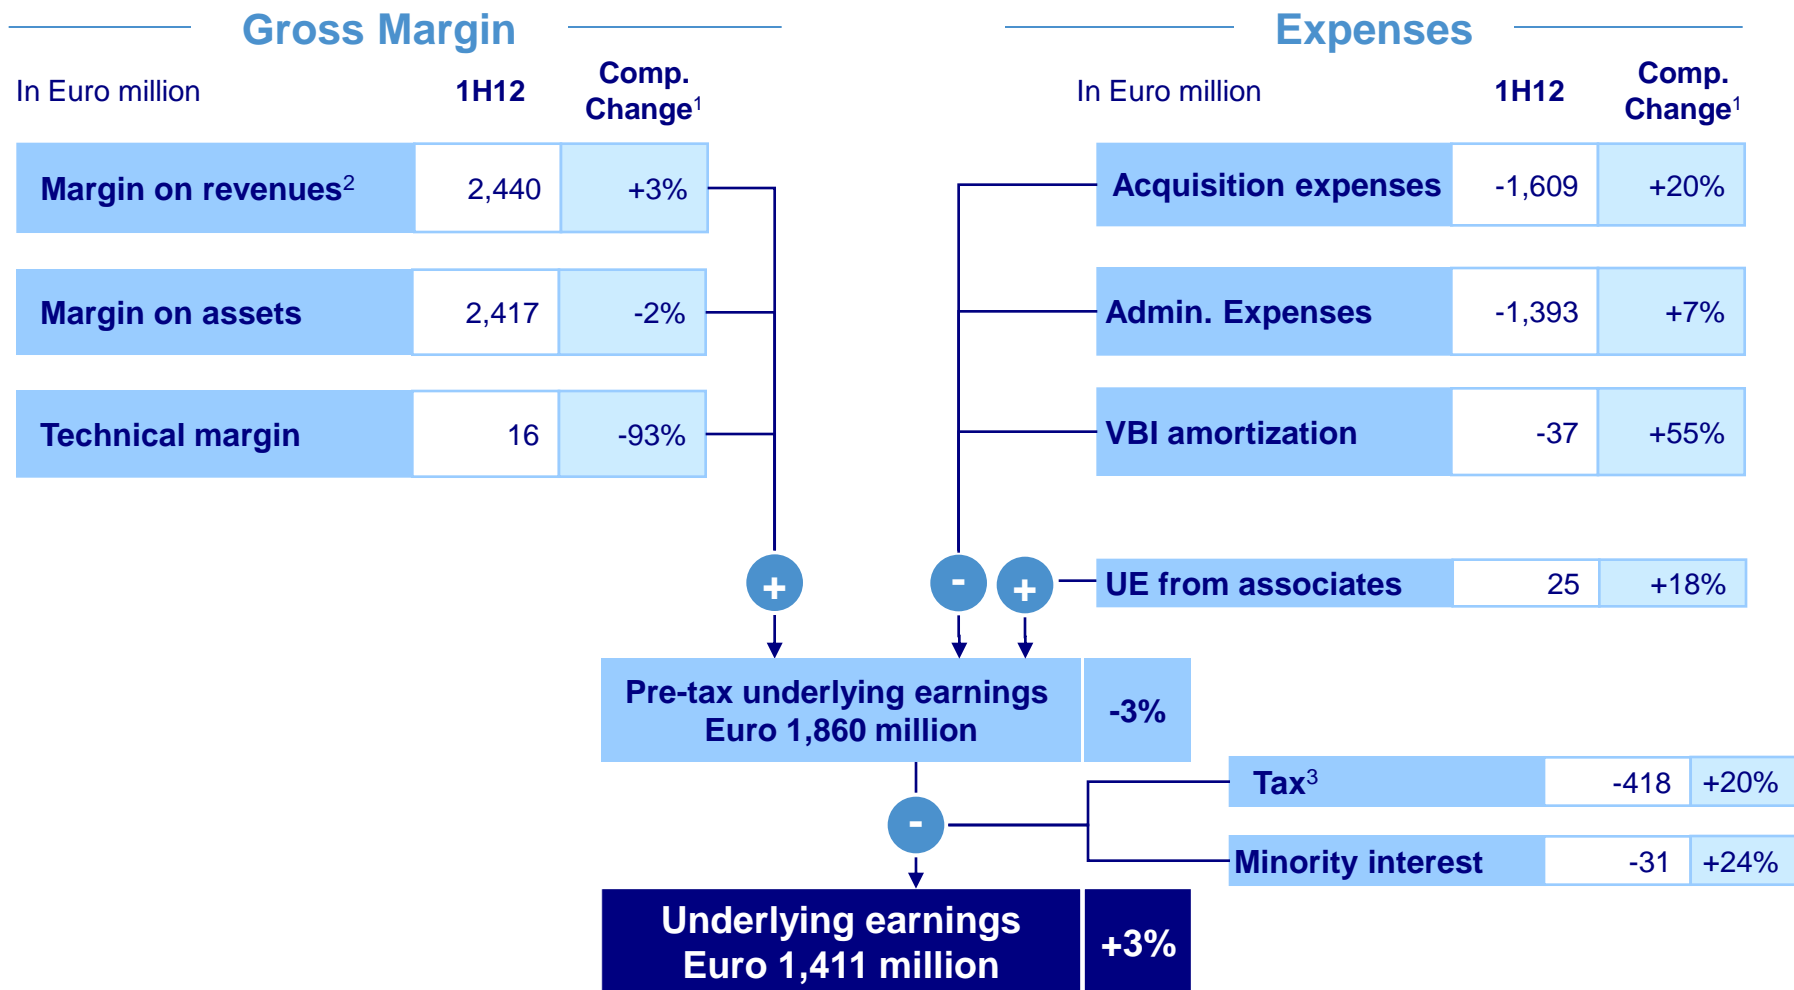 Gross Margin
In Euro million 1H12 Comp. Change1
Margin on revenues2 2,440 +3%
Margin on assets 2,417 -2%
Technical margin 16 -93%
Expenses
In Euro million 1H12 Comp. Change1
Acquisition expenses -1,609 +20%
Admin. Expenses -1,393 +7%
VBI amortization -37 +55%
+ - +
UE from associates 25 +18%
Pre-tax underlying earnings
Euro 1,860 million
-3%
Tax3 -418 +20%
-
Minority interest -31 +24%
Underlying earnings
Euro 1,411 million
+3%